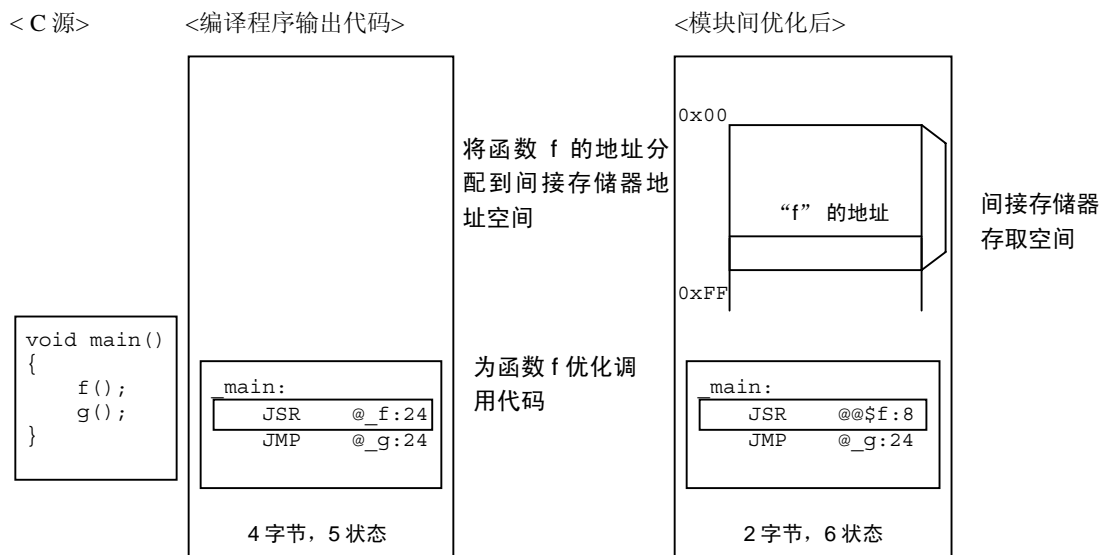 < C 源>
<编译程序输出代码>
<模块间优化后>
0x00
将函数 f 的地址分
配到间接存储器地
址空间
“f” 的地址
间接存储器
存取空间
0xFF
void main()
{
f();
g();
}
为函数 f 优化调
用代码
_main:
JSR @_f:24
JMP @_g:24
_main:
JSR @@$f:8
JMP @_g:24
4 字节，5 状态
2 字节，6 状态